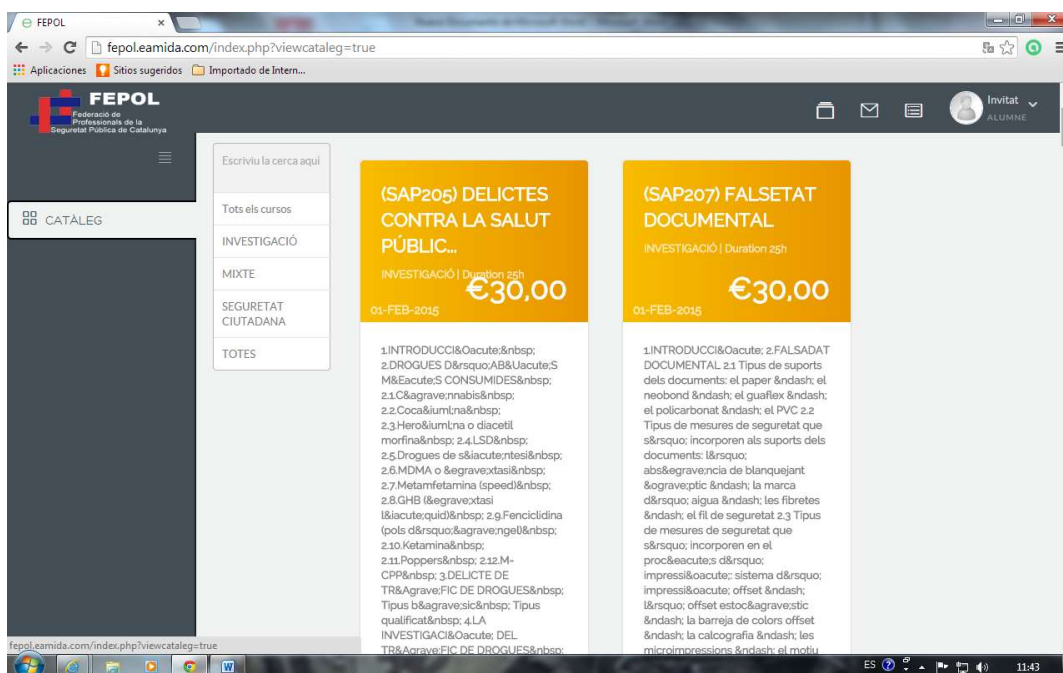 FEPOL
fepol.eamida.com/index.php?viewcataleg=true
Aplicaciones
Sitios sugeridos
Importado de Intern...
FEPOL
Federació de
Professionals de la
Seguretat Pública de Catalunya
Invitat
ALUMNE
CATÀLEG
Escriviu la cerca aqui
Tots els cursos
INVESTIGACIÓ
MIXTE
SEGURETAT
CIUTADANA
TOTES
(SAP205) DELICTES
CONTRA LA SALUT
PÚBLIC...
INVESTIGACIÓ | Duration 25h
€30,00
01-FEB-2015
1.INTRODUCCI&Oacute;&nbsp;
2.DROGUES D&rsquo;AB&Uacute;S
M&Eacute;S CONSUMIDES&nbsp;
2.1.C&agrave;nnabis&nbsp;
2.2.Coca&iuml;na&nbsp;
2.3.Hero&iuml;na o diacetil
morfina&nbsp; 2.4.LSD&nbsp;
2.5.Drogues de s&iacute;ntesi&nbsp;
2.6.MDMA o &egrave;xtasi&nbsp;
2.7.Metamfetamina (speed)&nbsp;
2.8.GHB (&egrave;xtasi
l&iacute;quid)&nbsp; 2.9.Fenciclidina
(pols d&rsquo;&agrave;ngel)&nbsp;
2.10.Ketamina&nbsp;
2.11.Poppers&nbsp; 2.12.M-
CPP&nbsp; 3.DELICTE DE
TR&Agrave;FIC DE DROGUES&nbsp;
Tipus b&agrave;sic&nbsp; Tipus
qualificat&nbsp; 4.LA
INVESTIGACI&Oacute; DEL
TR&Agrave;FIC DE DROGUES&nbsp;
(SAP207) FALSETAT
DOCUMENTAL
INVESTIGACIÓ | Duration 25h
€30,00
01-FEB-2015
1.INTRODUCCI&Oacute; 2.FALSADAT
DOCUMENTAL 2.1 Tipus de suports
dels documents: el paper &ndash; el
neobond &ndash; el guaflex &ndash;
el policarbonat &ndash; el PVC 2.2
Tipus de mesures de seguretat que
s&rsquo; incorporen als suports dels
documents: l&rsquo;
abs&egrave;ncia de blanquejant
&ograve;ptic &ndash; la marca
d&rsquo; aigua &ndash; les fibretes
&ndash; el fil de seguretat 2.3 Tipus
de mesures de seguretat que
s&rsquo; incorporen en el
proc&eacute;s d&rsquo;
impressi&oacute;: sistema d&rsquo;
impressi&oacute; offset &ndash;
l&rsquo; offset estoc&agrave;stic
&ndash; la barreja de colors offset
&ndash; la calcografia &ndash; les
microimpressions &ndash; el motiu
fepol.eamida.com/index.php?viewcataleg=true
ES
11:43